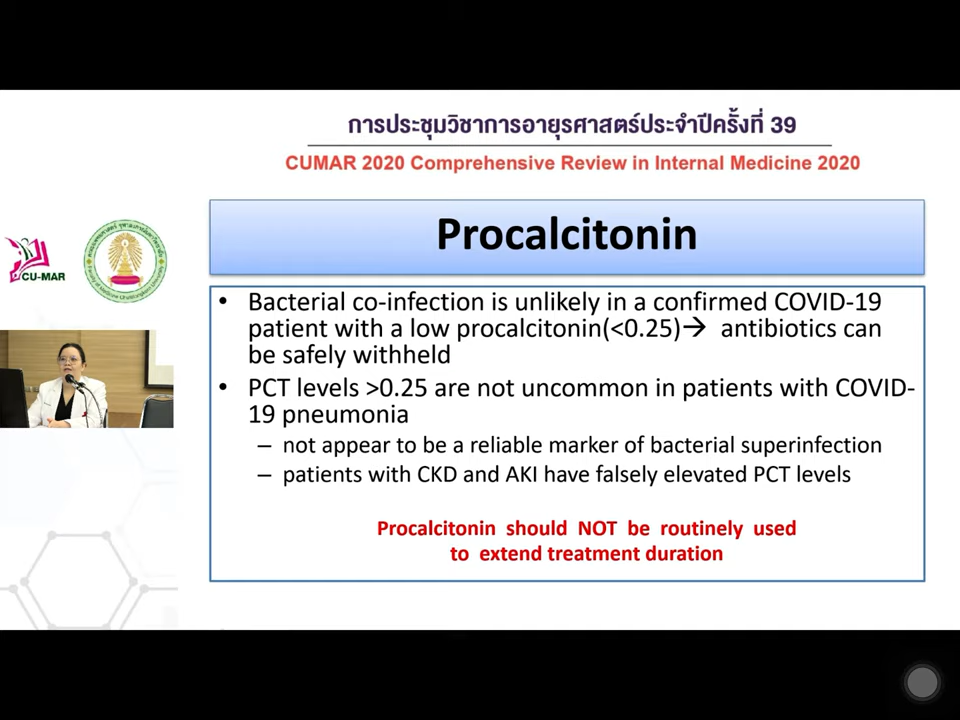 การประชุมวิชาการอายุรศาสตร์ประจำปีครั้งที่ 39
CUMAR 2020 Comprehensive Review in Internal Medicine 2020
CU-MAR
Procalcitonin
• Bacterial co-infection is unlikely in a confirmed COVID-19
patient with a low procalcitonin(<0.25)→ antibiotics can
be safely withheld
• PCT levels >0.25 are not uncommon in patients with COVID-
19 pneumonia
– not appear to be a reliable marker of bacterial superinfection
– patients with CKD and AKI have falsely elevated PCT levels
Procalcitonin should NOT be routinely used
to extend treatment duration